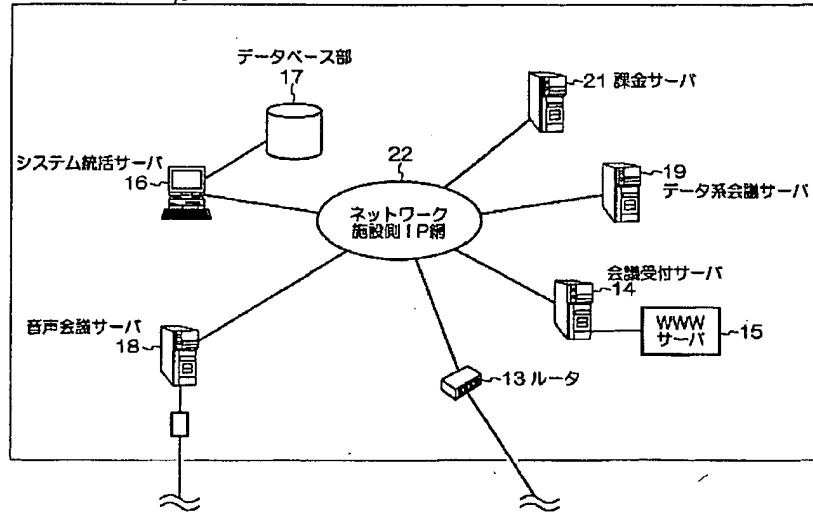 データベース部
17
21 課金サーバ
システム統括サーバ
16
22
ネットワーク
施設側IP網
19
データ系会議サーバ
会議受付サーバ
14
WWW
サーバ
15
音声会議サーバ
18
13 ルータ